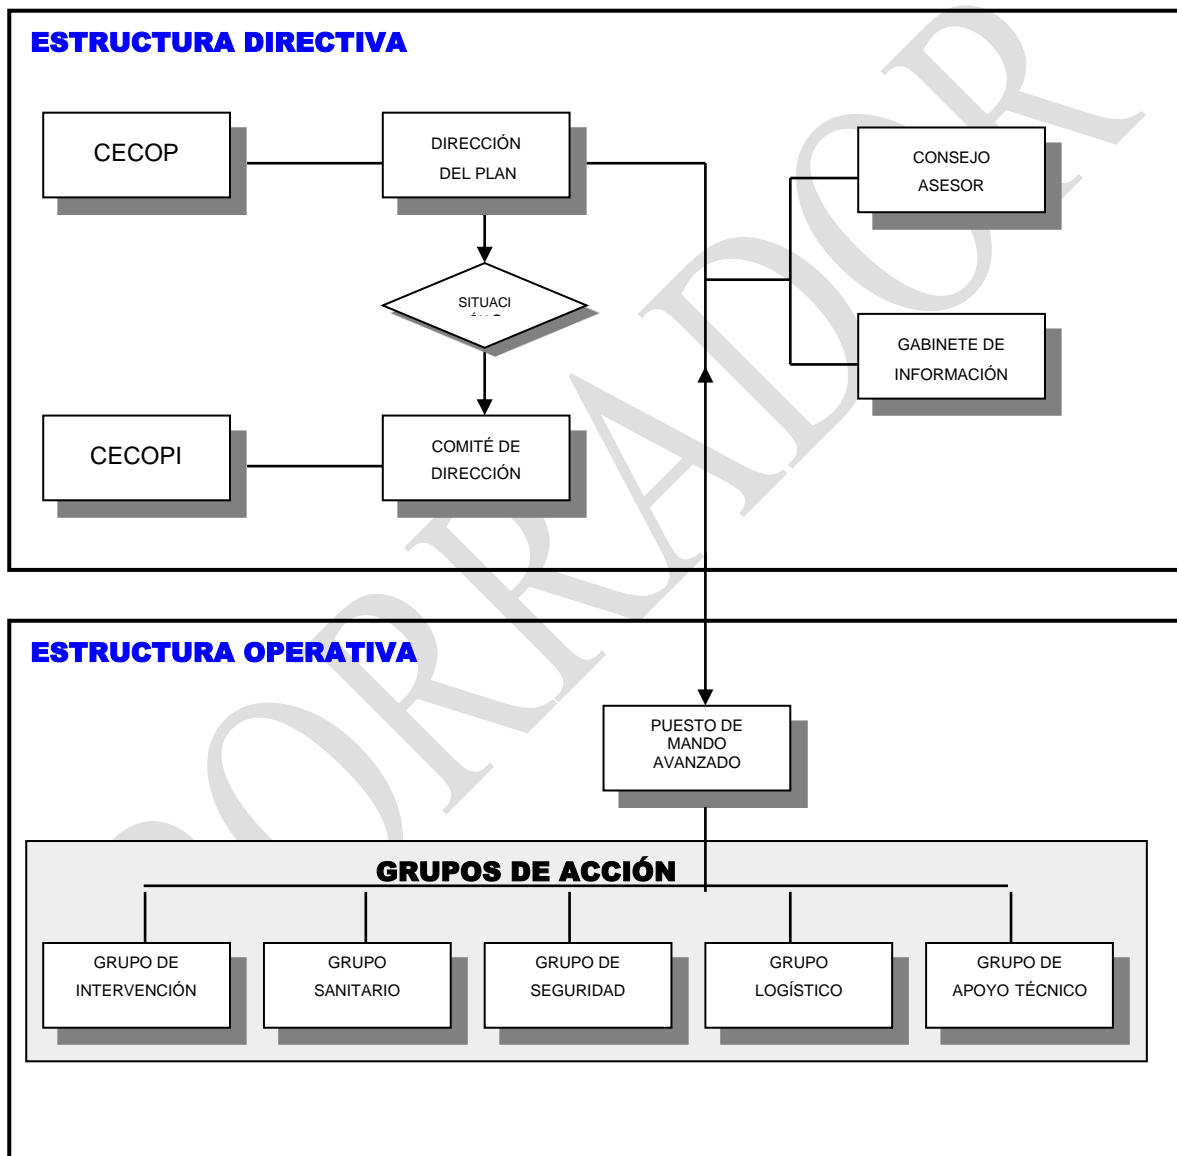 ESTRUCTURA DIRECTIVA
CECOP
DIRECCIÓN
DEL PLAN
CONSEJO
ASESOR
SITUACI
GABINETE DE
INFORMACIÓN
CECOPI
COMITÉ DE
DIRECCIÓN
ESTRUCTURA OPERATIVA
PUESTO DE
MANDO
AVANZADO
GRUPOS DE ACCIÓN
GRUPO DE
INTERVENCIÓN
GRUPO
SANITARIO
GRUPO DE
SEGURIDAD
GRUPO
LOGÍSTICO
GRUPO DE
APOYO TÉCNICO
BORRADOR